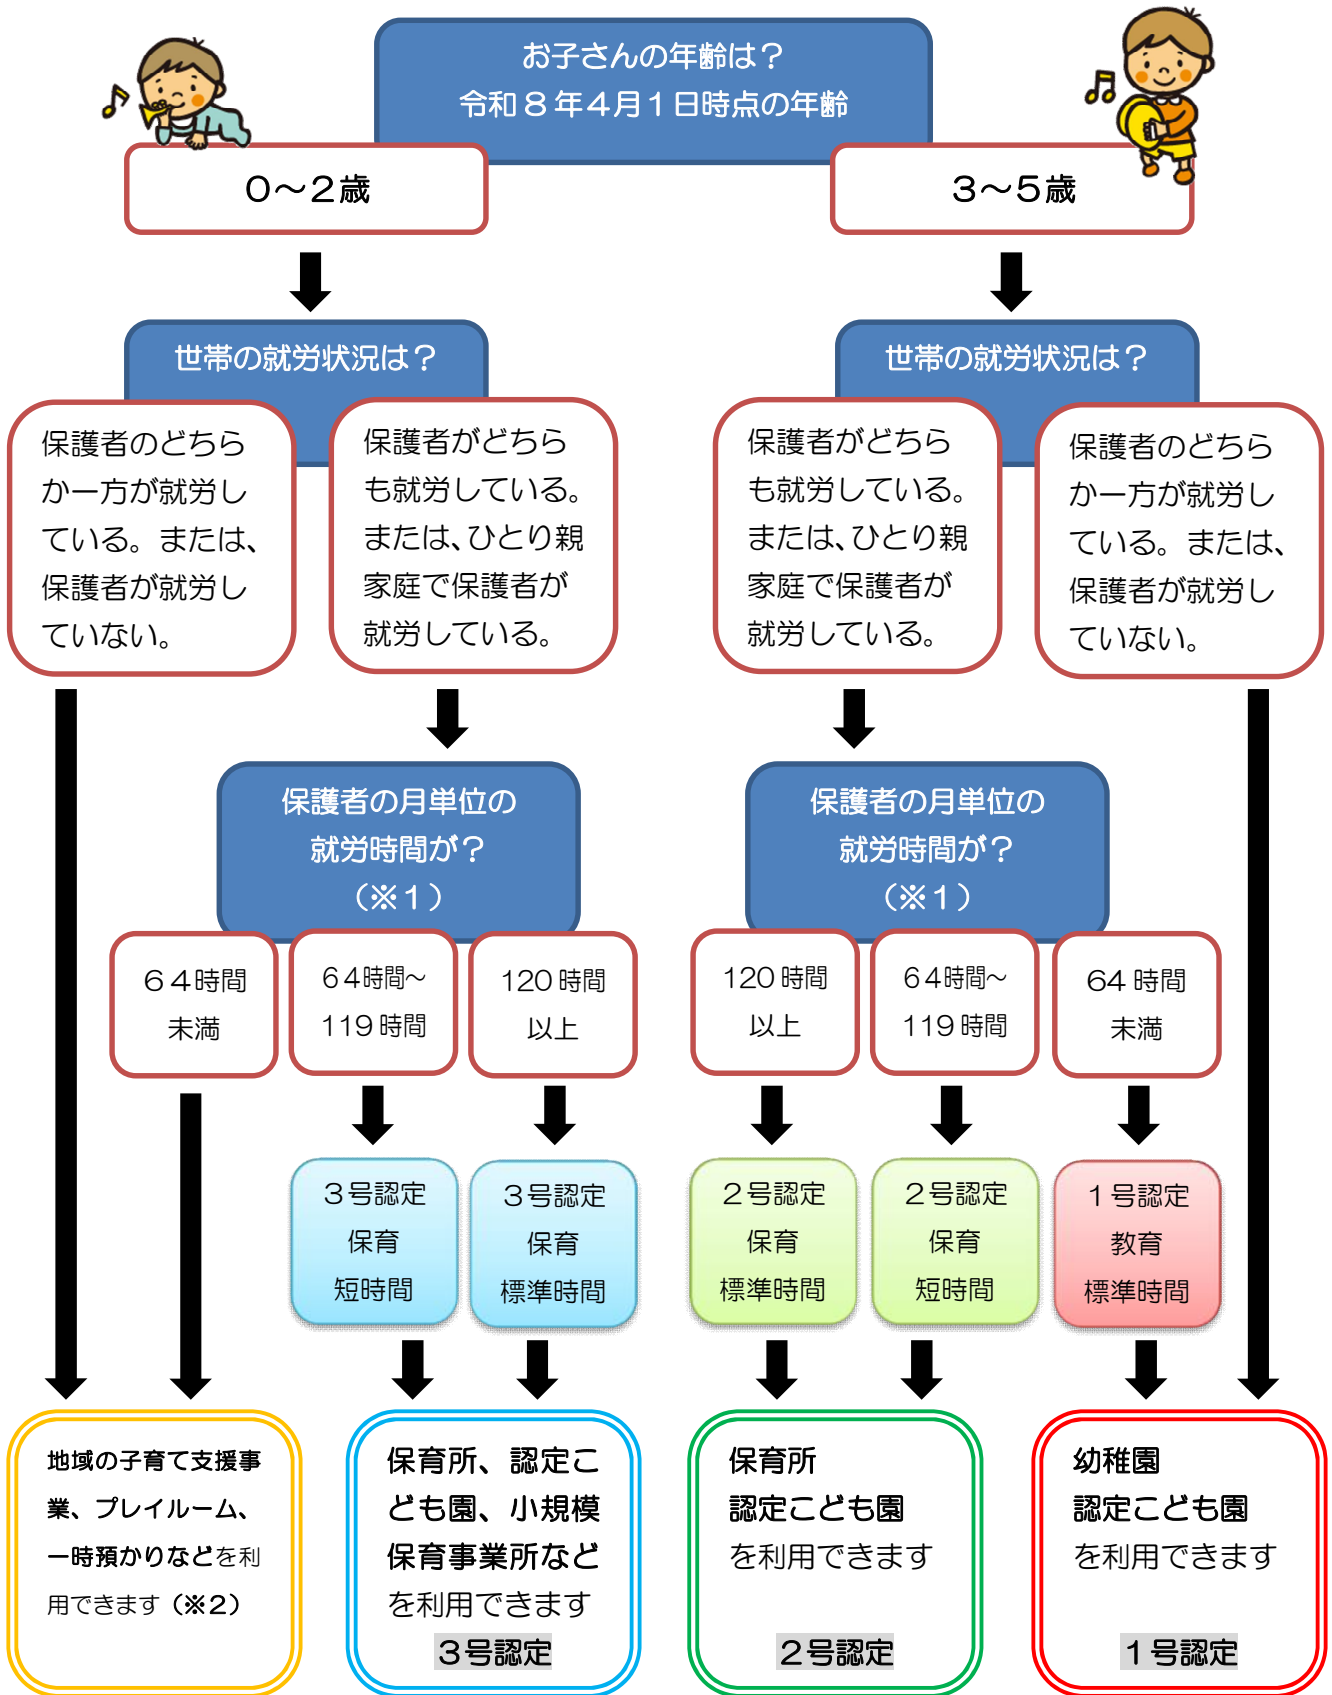 お子さんの年齢は？
令和８年４月１日時点の年齢
０～２歳
３～５歳
世帯の就労状況は？
世帯の就労状況は？
保護者のどちら
か一方が就労し
ている。または、
保護者が就労し
ていない。
保護者がどちら
も就労している。
または、ひとり親
家庭で保護者が
就労している。
保護者がどちら
も就労している。
または、ひとり親
家庭で保護者が
就労している。
保護者のどちら
か一方が就労し
ている。または、
保護者が就労し
ていない。
保護者の月単位の
就労時間が？
（※１）
保護者の月単位の
就労時間が？
（※１）
６４時間
未満
６４時間～
119時間
120時間
以上
120時間
以上
６４時間～
119時間
64時間
未満
３号認定
保育
短時間
３号認定
保育
標準時間
２号認定
保育
標準時間
２号認定
保育
短時間
１号認定
教育
標準時間
地域の子育て支援事
業、プレイルーム、
一時預かりなどを利
用できます（※２）
保育所、認定こ
ども園、小規模
保育事業所など
を利用できます
３号認定
保育所
認定こども園
を利用できます
２号認定
幼稚園
認定こども園
を利用できます
１号認定